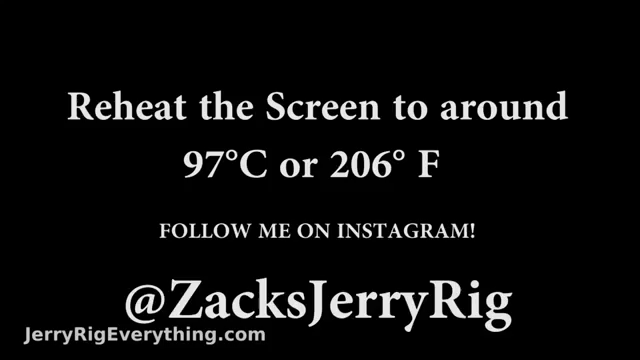 Reheat the Screen to around
97°C or 206° F
FOLLOW ME ON INSTAGRAM!
@ZacksJerryRig
JerryRigEverything.com